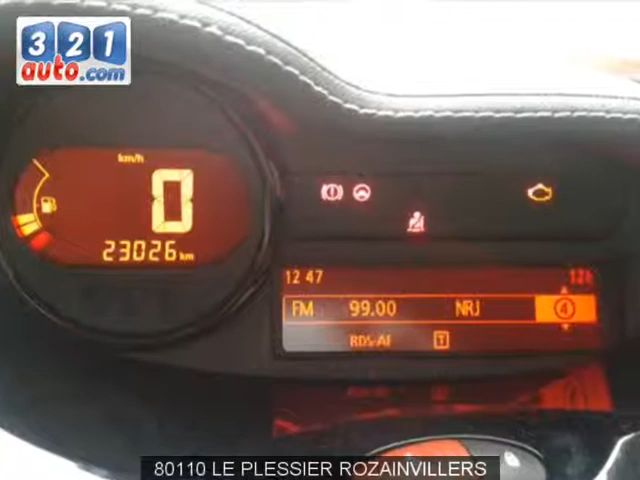 321
auto.com
km/h
0
23026 km
12 47 12h
FM 99.00 NRJ 4
RDS-AF T
80110 LE PLESSIER ROZAINVILLERS